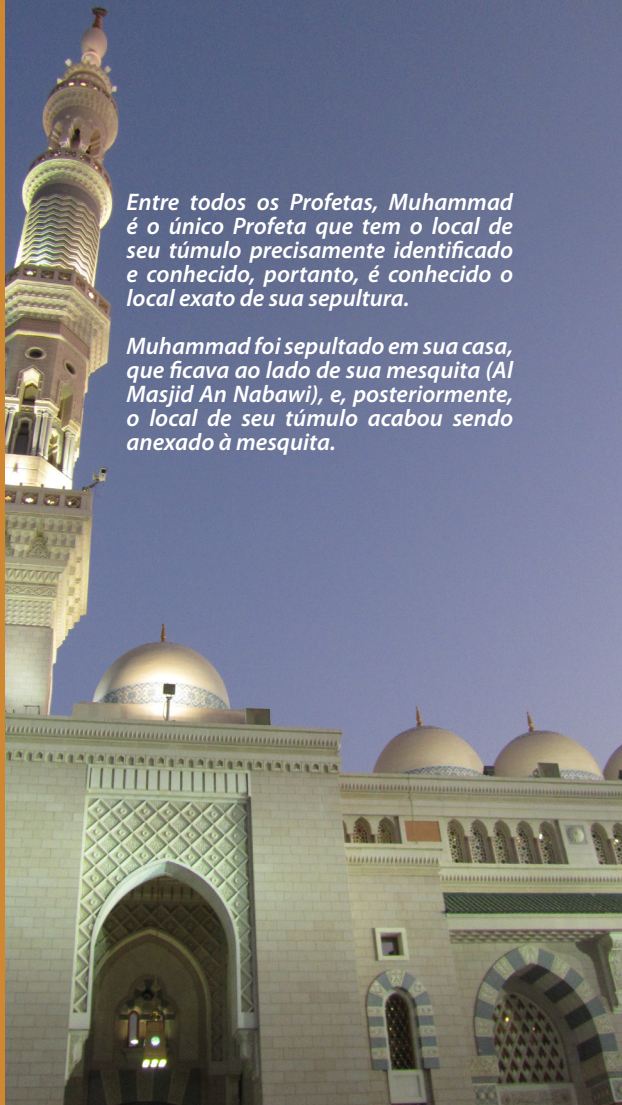 Entre todos os Profetas, Muhammad
é o único Profeta que tem o local de
seu túmulo precisamente identificado
e conhecido, portanto, é conhecido o
local exato de sua sepultura.
Muhammad foi sepultado em sua casa,
que ficava ao lado de sua mesquita (Al
Masjid An Nabawi), e, posteriormente,
o local de seu túmulo acabou sendo
anexado à mesquita.